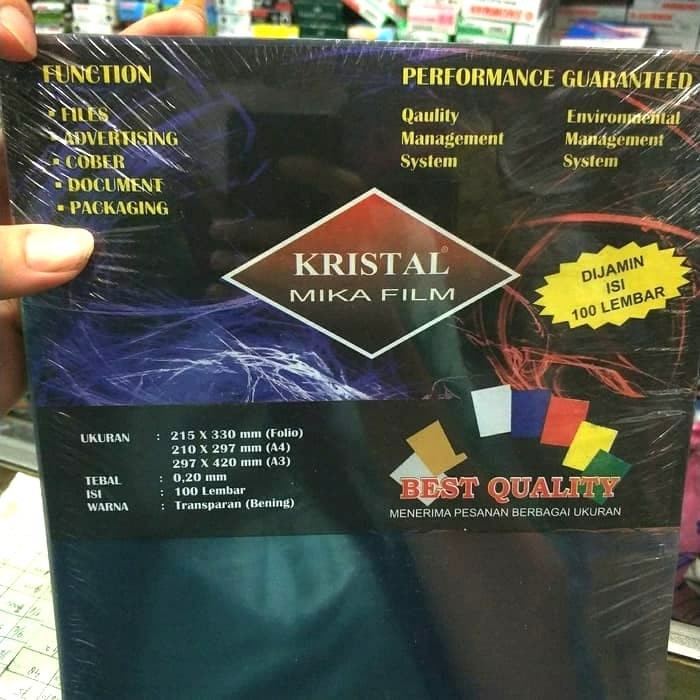 FUNCTION
▪ FILES
▪ ADVERTISING
▪ COBER
▪ DOCUMENT
▪ PACKAGING
PERFORMANCE GUARANTEED
Qaulity Environmental
Management Management
System System
KRISTAL®
MIKA FILM
DIJAMIN
ISI
100 LEMBAR
UKURAN : 215 X 330 mm (Folio)
210 X 297 mm (A4)
297 X 420 mm (A3)
TEBAL : 0,20 mm
ISI : 100 Lembar
WARNA : Transparan (Bening)
BEST QUALITY
MENERIMA PESANAN BERBAGAI UKURAN